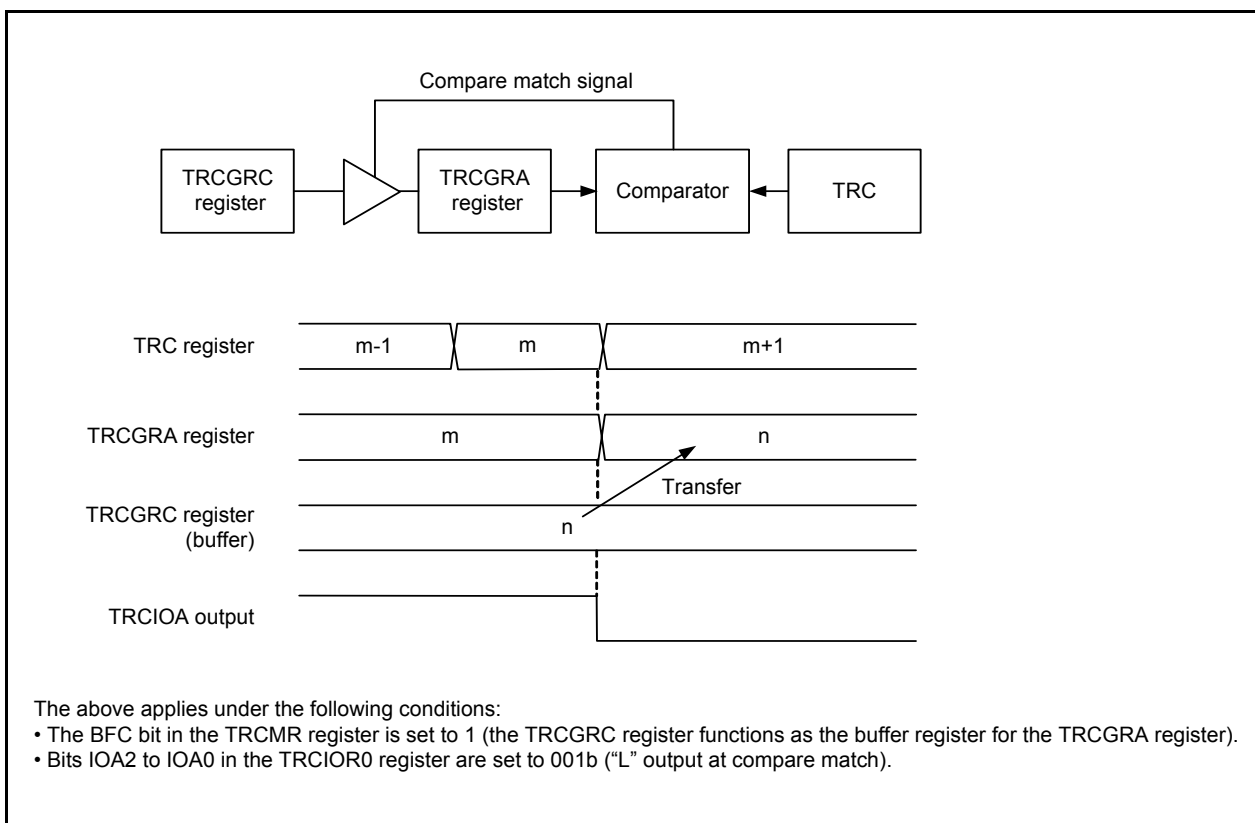 Compare match signal
TRCGRC
register
TRCGRA
register
Comparator
TRC
TRC register
m-1
m
m+1
TRCGRA register
m
n
Transfer
TRCGRC register
(buffer)
n
TRCIOA output
The above applies under the following conditions:
• The BFC bit in the TRCMR register is set to 1 (the TRCGRC register functions as the buffer register for the TRCGRA register).
• Bits IOA2 to IOA0 in the TRCIOR0 register are set to 001b (“L” output at compare match).